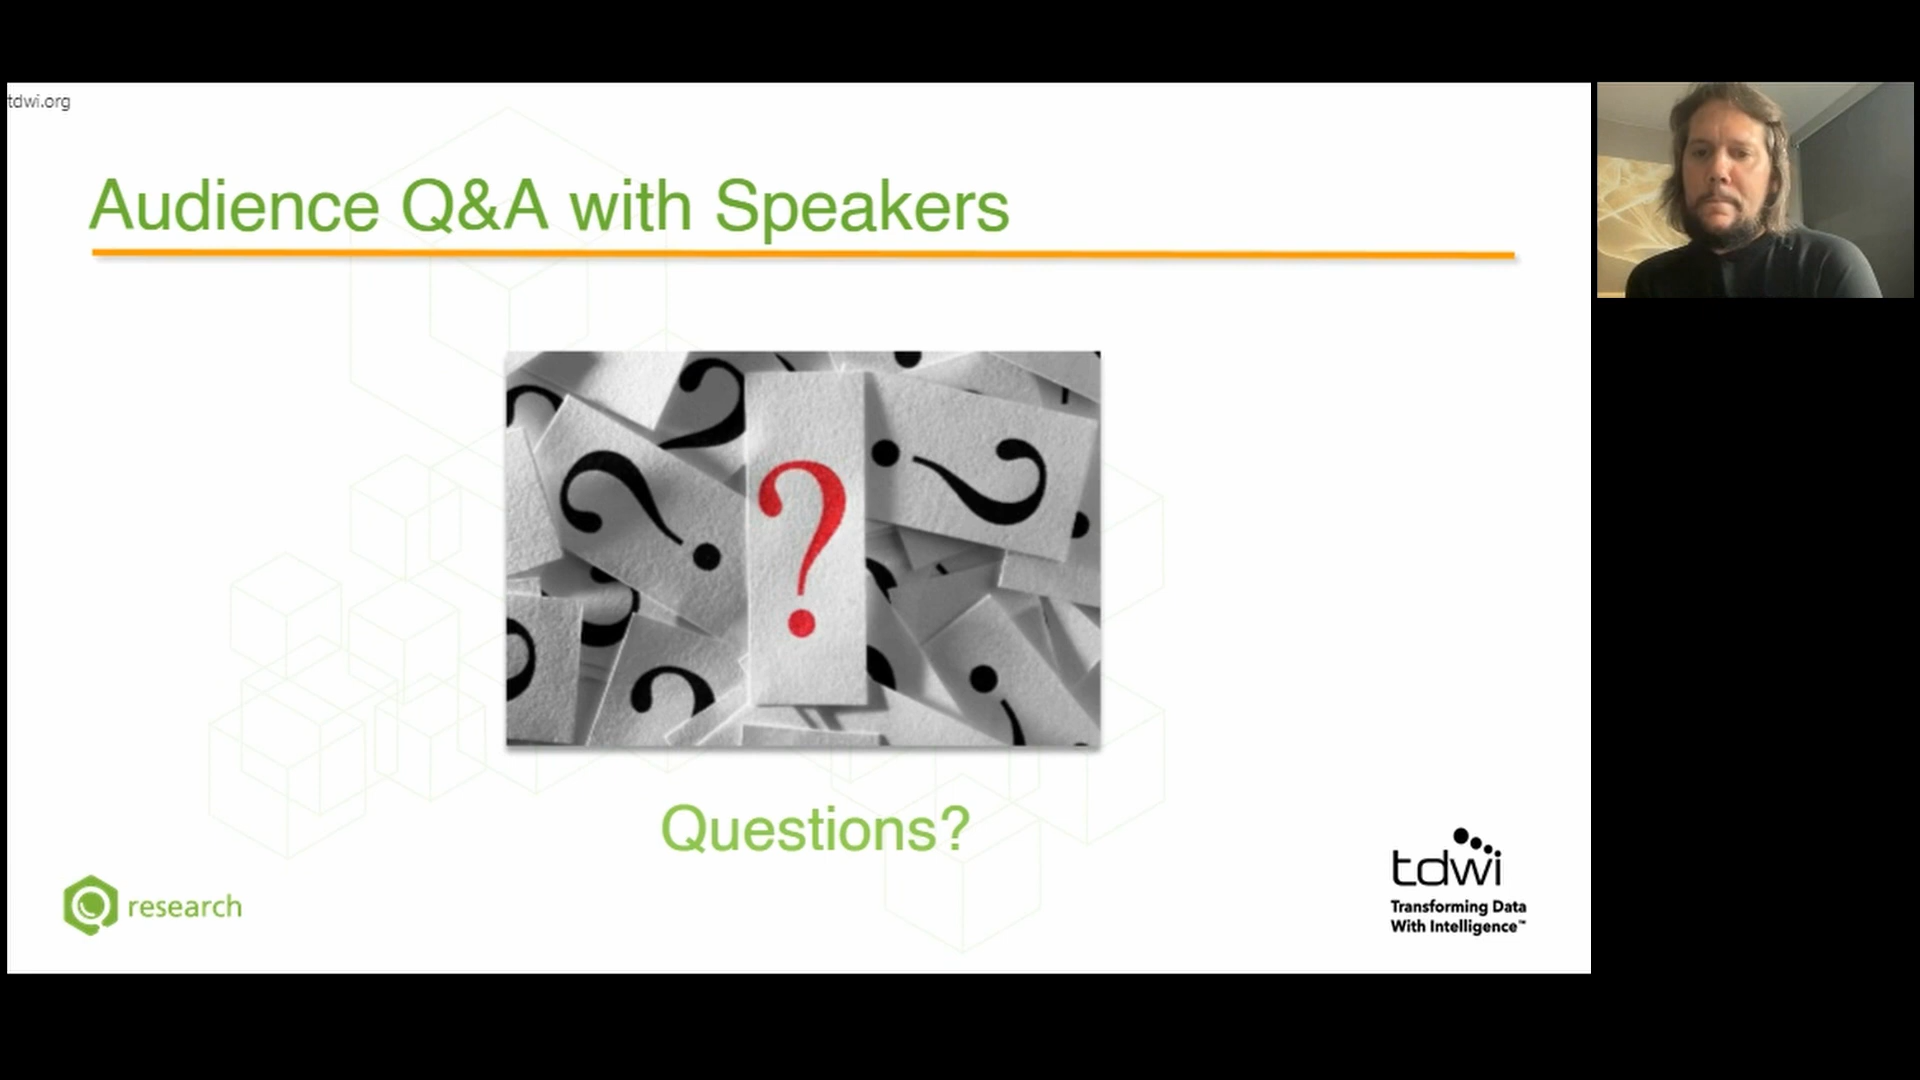 tdwi.org
Audience Q&A with Speakers
Questions?
research
tdwi
Transforming Data
With Intelligence™